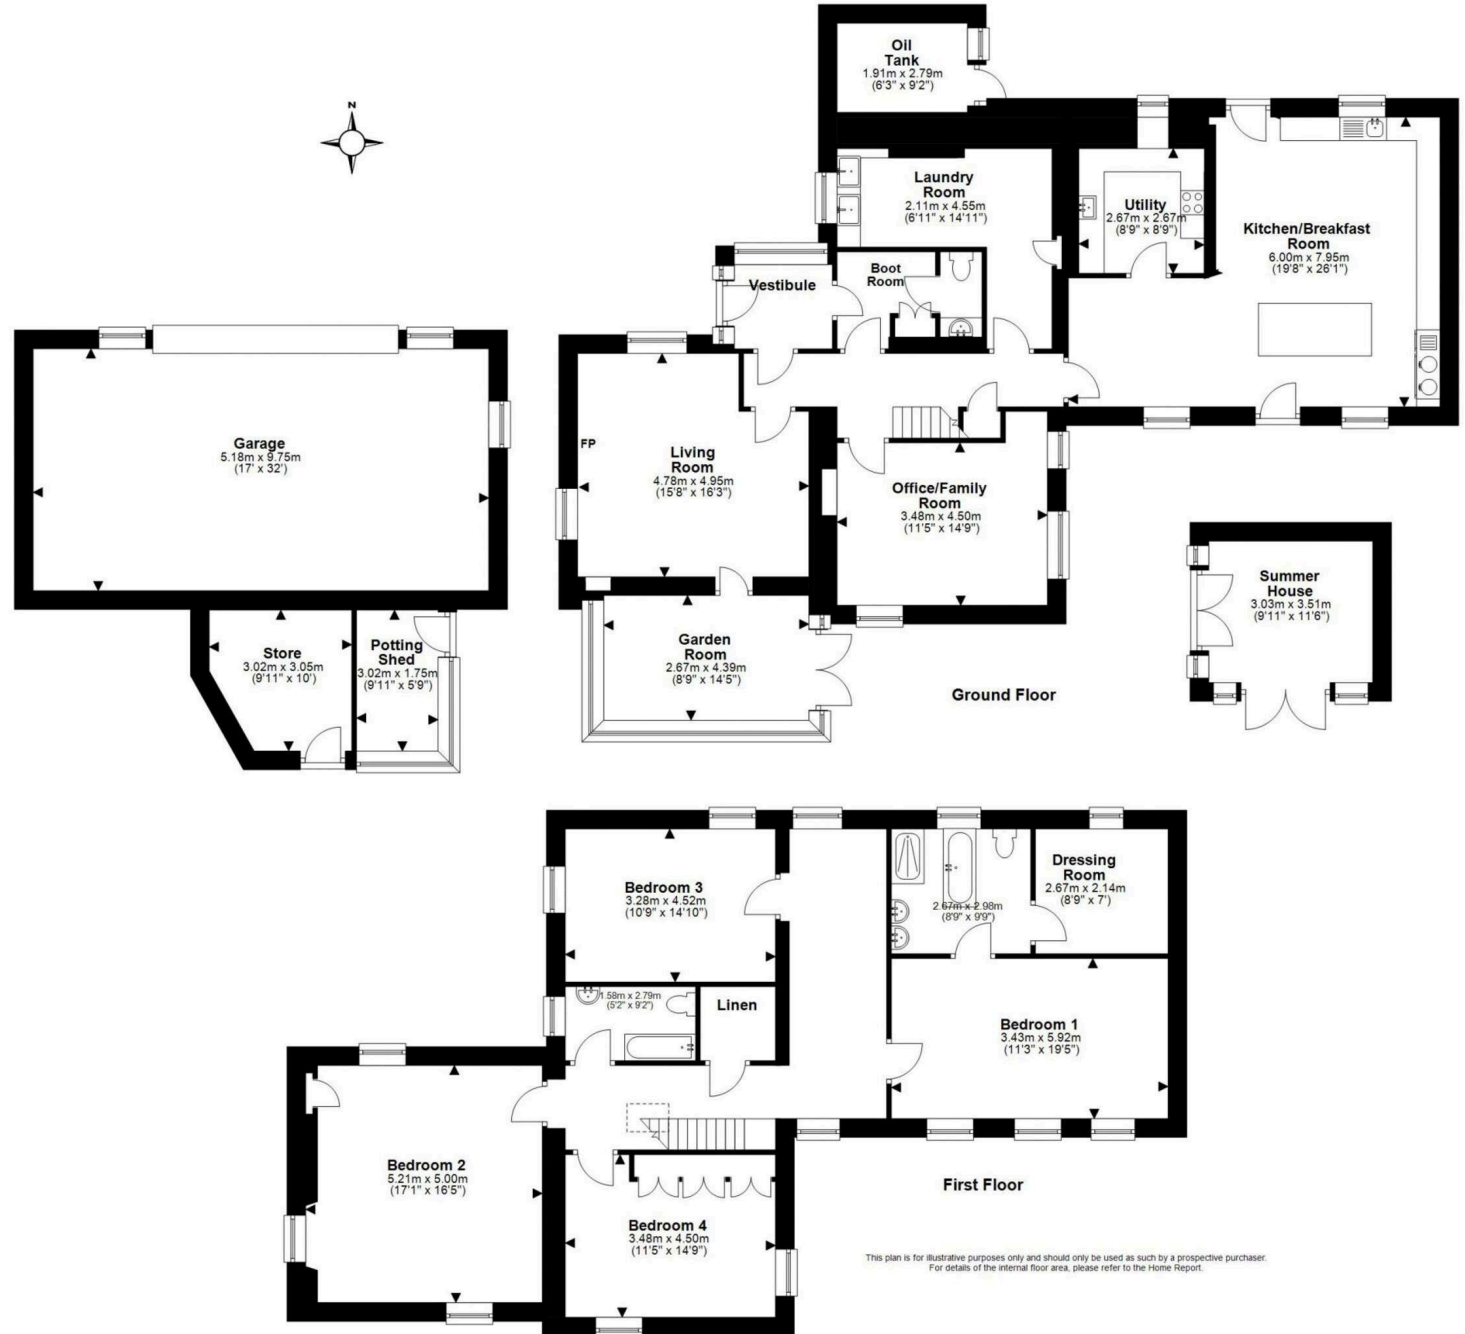 N
Oil
Tank
1.91m x 2.79m
(6'3" x 9'2")
Laundry
Room
2.11m x 4.55m
(6'11" x 14'11")
Utility
2.67m x 2.67m
(8'9" x 8'9")
Kitchen/Breakfast
Room
6.00m x 7.95m
(19'8" x 26'1")
Vestibule
Boot
Room
Garage
5.18m x 9.75m
(17' x 32')
FP
Living
Room
4.78m x 4.95m
(15'8" x 16'3")
Office/Family
Room
3.48m x 4.50m
(11'5" x 14'9")
Summer
House
3.03m x 3.51m
(9'11" x 11'6")
Store
3.02m x 3.05m
(9'11" x 10')
Potting
Shed
3.02m x 1.75m
(9'11" x 5'9")
Garden
Room
2.67m x 4.39m
(8'9" x 14'5")
Ground Floor
Bedroom 3
3.28m x 4.52m
(10'9" x 14'10")
2.67m x 2.98m
(8'9" x 9'9")
Dressing
Room
2.67m x 2.14m
(8'9" x 7')
1.58m x 2.79m
(5'2" x 9'2")
Linen
Bedroom 1
3.43m x 5.92m
(11'3" x 19'5")
Bedroom 2
5.21m x 5.00m
(17'1" x 16'5")
Bedroom 4
3.48m x 4.50m
(11'5" x 14'9")
First Floor
This plan is for illustrative purposes only and should only be used as such by a prospective purchaser.
For details of the internal floor area, please refer to the Home Report.